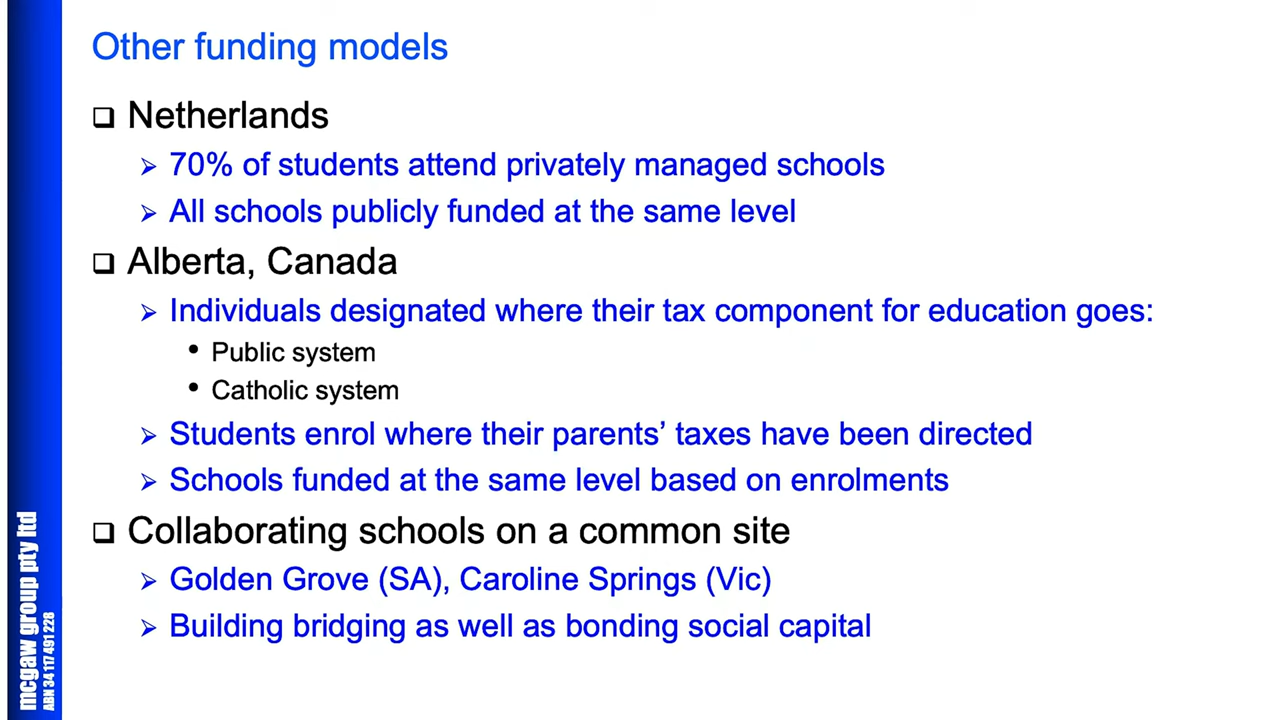 Other funding models
❑ Netherlands
➢ 70% of students attend privately managed schools
➢ All schools publicly funded at the same level
❑ Alberta, Canada
➢ Individuals designated where their tax component for education goes:
• Public system
• Catholic system
➢ Students enrol where their parents’ taxes have been directed
➢ Schools funded at the same level based on enrolments
❑ Collaborating schools on a common site
➢ Golden Grove (SA), Caroline Springs (Vic)
➢ Building bridging as well as bonding social capital
mcgaw group pty ltd
ABN 34 117 491 228